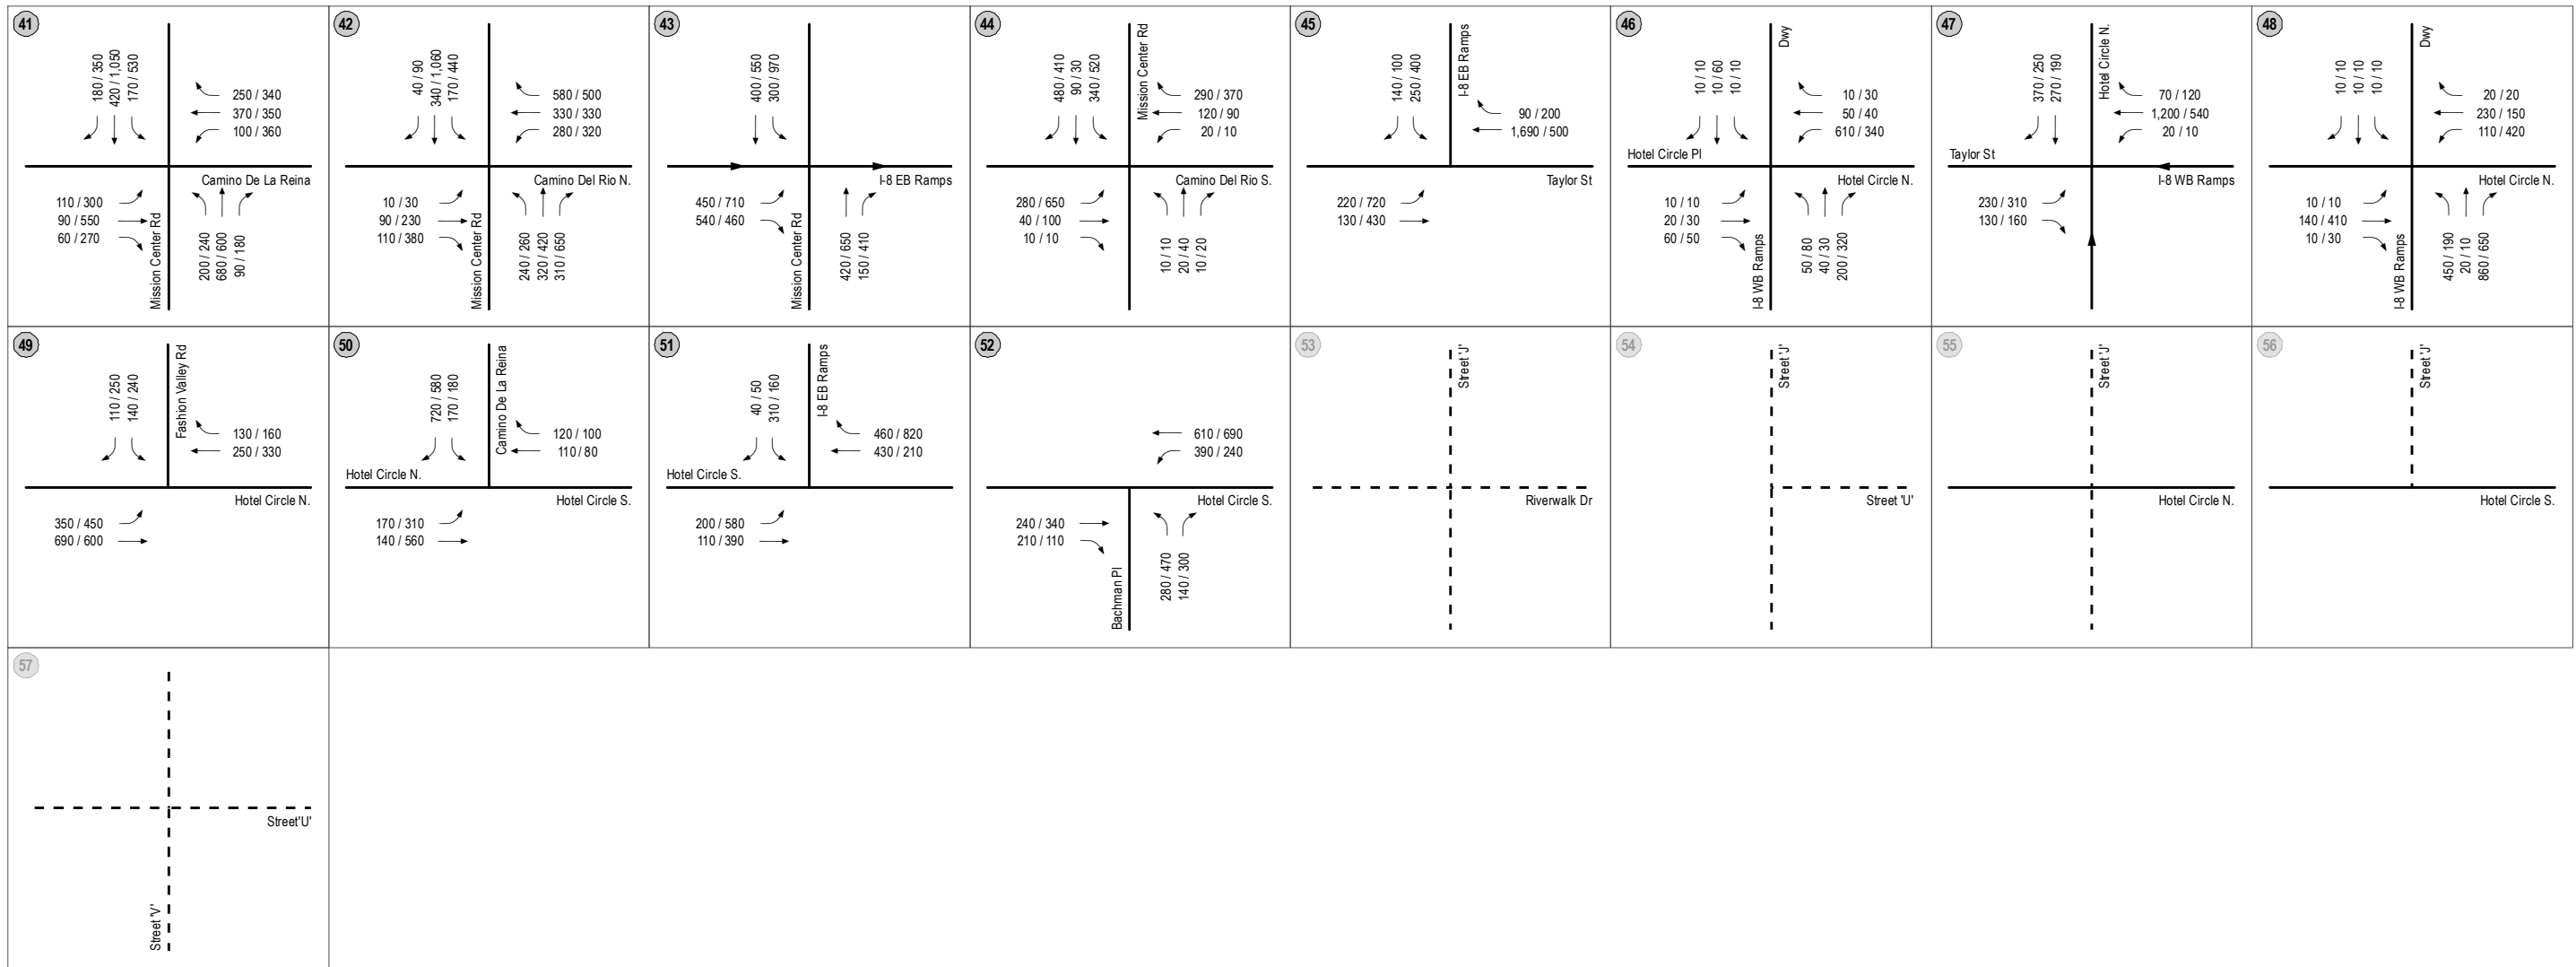 41
180 / 350
420 / 1,050
170 / 530
250 / 340
370 / 350
100 / 360
Camino De La Reina
110 / 300
90 / 550
60 / 270
Mission Center Rd
200 / 240
680 / 600
90 / 180
42
40 / 90
340 / 1,060
170 / 440
580 / 500
330 / 330
280 / 320
Camino Del Rio N.
10 / 30
90 / 230
110 / 380
Mission Center Rd
240 / 260
320 / 420
310 / 650
43
400 / 550
300 / 970
I-8 EB Ramps
450 / 710
540 / 460
Mission Center Rd
420 / 650
150 / 410
44
480 / 410
90 / 30
340 / 520
Mission Center Rd
290 / 370
120 / 90
20 / 10
Camino Del Rio S.
280 / 650
40 / 100
10 / 10
10 / 10
20 / 40
10 / 20
45
140 / 100
250 / 400
I-8 EB Ramps
90 / 200
1,690 / 500
Taylor St
220 / 720
130 / 430
46
10 / 10
10 / 60
10 / 10
Dwy
10 / 30
50 / 40
610 / 340
Hotel Circle Pl
Hotel Circle N.
10 / 10
20 / 30
60 / 50
I-8 WB Ramps
50 / 80
40 / 30
200 / 320
47
370 / 250
270 / 190
Hotel Circle N.
70 / 120
1,200 / 540
20 / 10
Taylor St
I-8 WB Ramps
230 / 310
130 / 160
48
10 / 10
10 / 10
10 / 10
Dwy
20 / 20
230 / 150
110 / 420
Hotel Circle N.
10 / 10
140 / 410
10 / 30
I-8 WB Ramps
450 / 190
20 / 10
860 / 650
49
110 / 250
140 / 240
Fashion Valley Rd
130 / 160
250 / 330
Hotel Circle N.
350 / 450
690 / 600
50
720 / 580
170 / 180
Camino De La Reina
120 / 100
110 / 80
Hotel Circle N.
Hotel Circle S.
170 / 310
140 / 560
51
40 / 50
310 / 160
I-8 EB Ramps
460 / 820
430 / 210
Hotel Circle S.
200 / 580
110 / 390
52
610 / 690
390 / 240
Hotel Circle S.
240 / 340
210 / 110
Bachman Pl
280 / 470
140 / 300
53
Street 'J'
Riverwalk Dr
54
Street 'J'
Street 'U'
55
Street 'J'
Hotel Circle N.
56
Street 'J'
Hotel Circle S.
57
Street'U'
Street 'V'